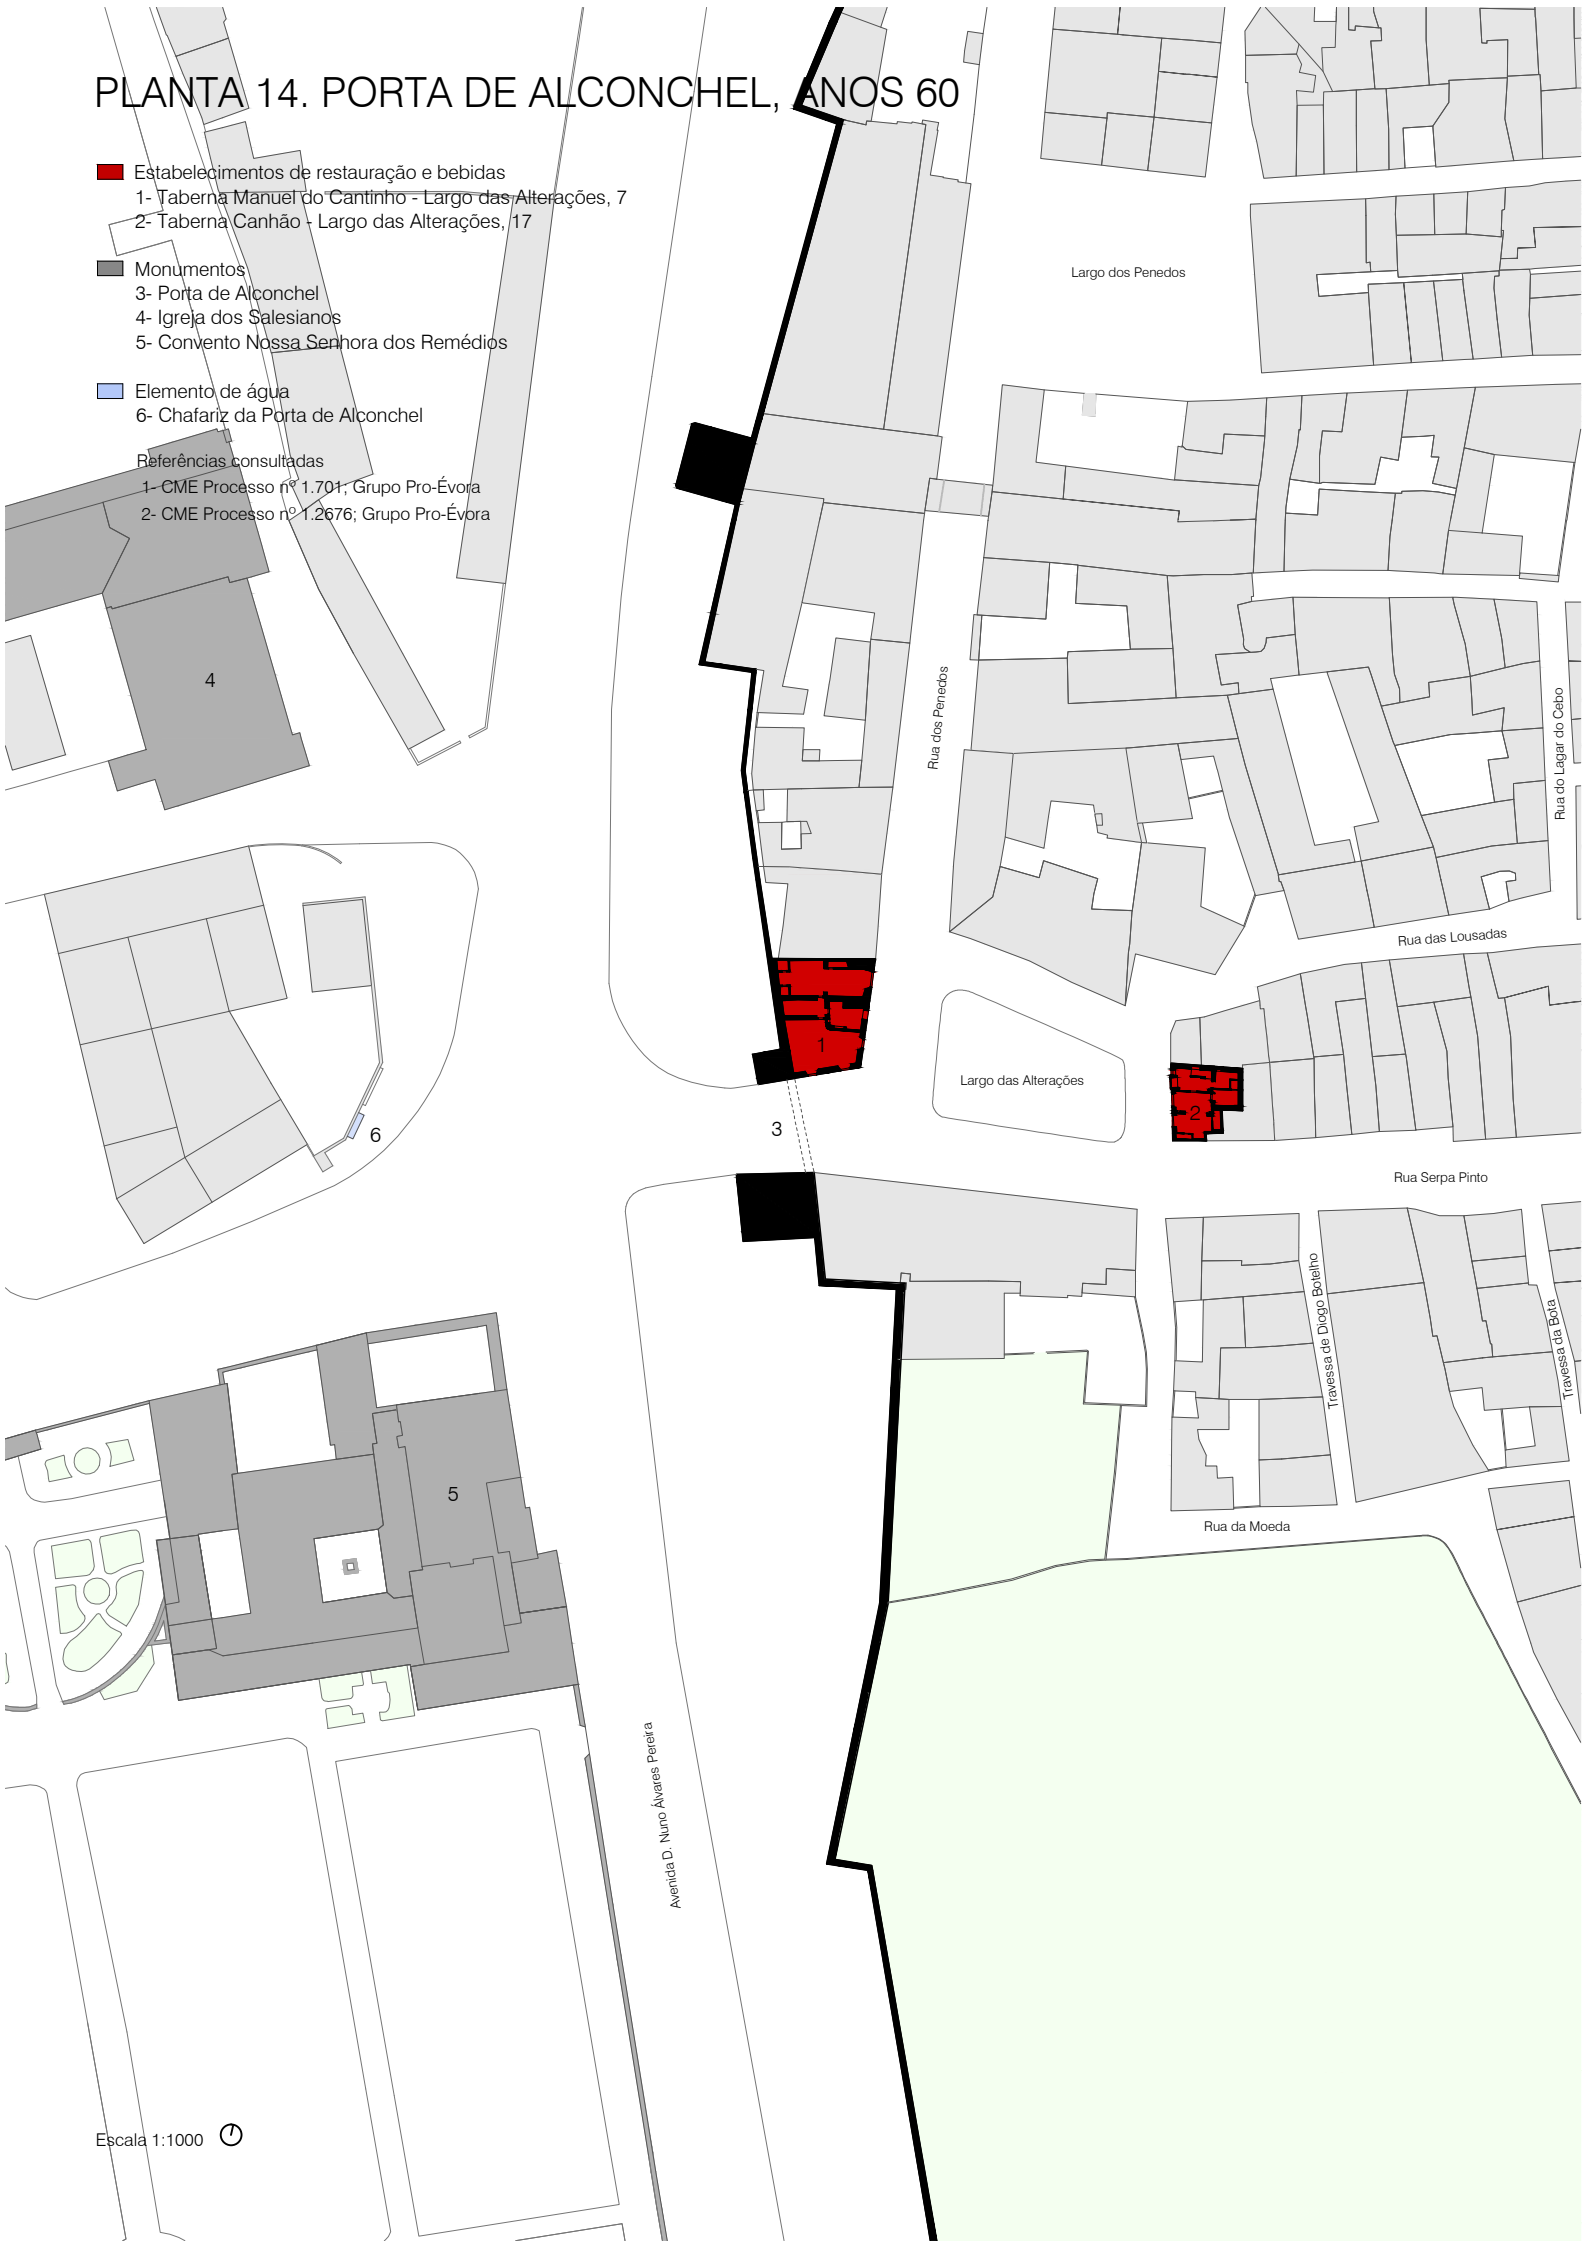 PLANTA 14. PORTA DE ALCONCHEL, ANOS 60
Estabelecimentos de restauração e bebidas
1- Taberna Manuel do Cantinho - Largo das Alterações, 7
2- Taberna Canhão - Largo das Alterações, 17
Monumentos
3- Porta de Alconchel
4- Igreja dos Salesianos
5- Convento Nossa Senhora dos Remédios
Elemento de água
6- Chafariz da Porta de Alconchel
Referências consultadas
1- CME Processo nº 1.701; Grupo Pro-Évora
2- CME Processo nº 1.2676; Grupo Pro-Évora
Largo dos Penedos
4
Rua dos Penedos
Rua do Lagar do Cebo
Rua das Lousadas
1
Largo das Alterações
2
3
6
Rua Serpa Pinto
Travessa de Diogo Botelho
Travessa da Bota
5
Rua da Moeda
Avenida D. Nuno Álvares Pereira
Escala 1:1000